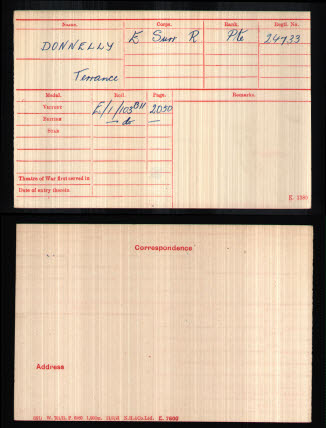 Name. Corps. Rank. Regtl. No.
DONNELLY E Surr R Pte 24733
Terrance
Medal. Roll. Page. Remarks.
Victory E/1/103 B11 2050
British — do —
Star
Theatre of War first served in
Date of entry therein
K. 1380
Correspondence
Address